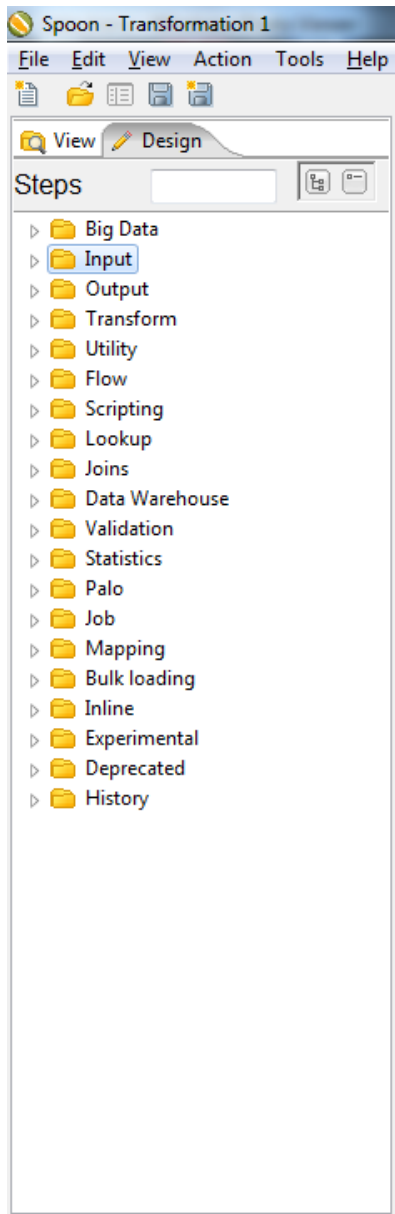 Spoon - Transformation 1
File Edit View Action Tools Help
View Design
Steps
Big Data
Input
Output
Transform
Utility
Flow
Scripting
Lookup
Joins
Data Warehouse
Validation
Statistics
Palo
Job
Mapping
Bulk loading
Inline
Experimental
Deprecated
History